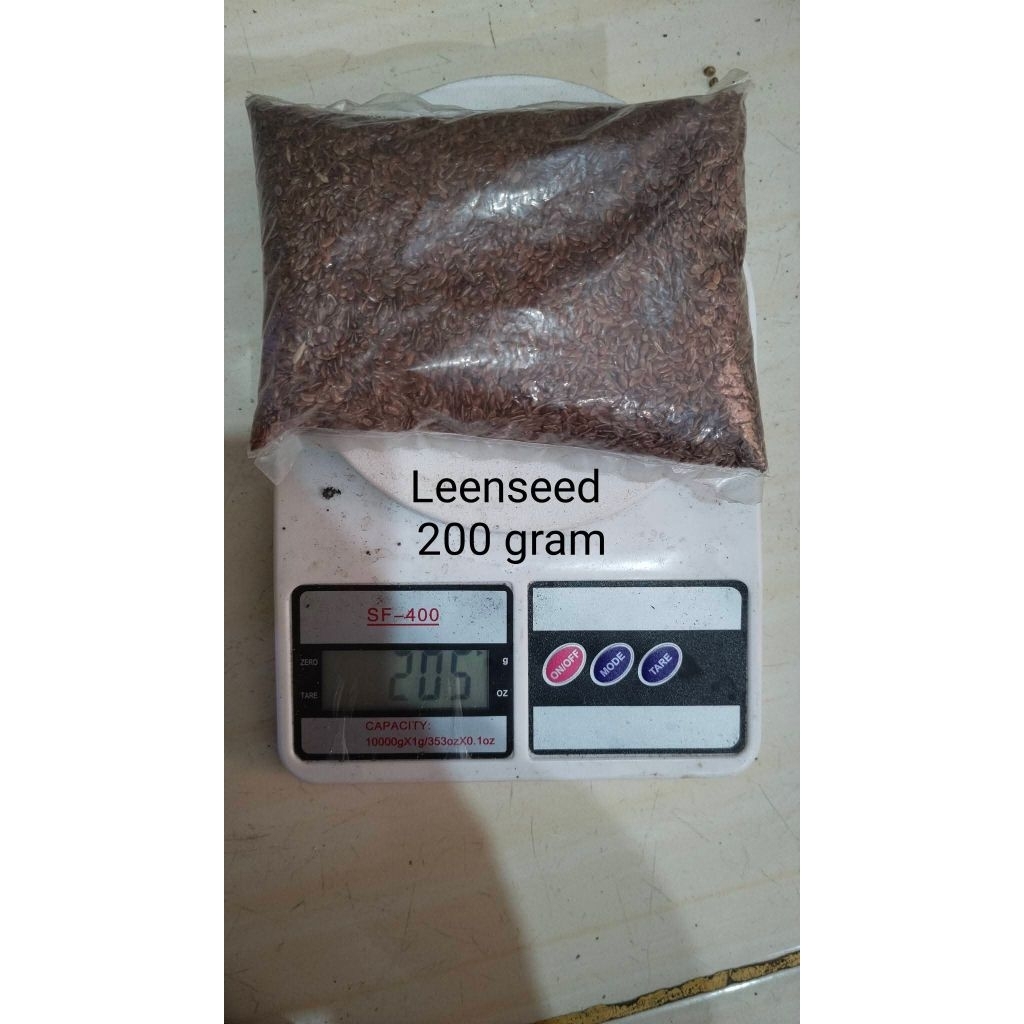 Leenseed
200 gram
SF-400
ZERO
205
g
TARE
oz
CAPACITY:
10000gX1g/353ozX0.1oz
ON/OFF
MODE
TARE